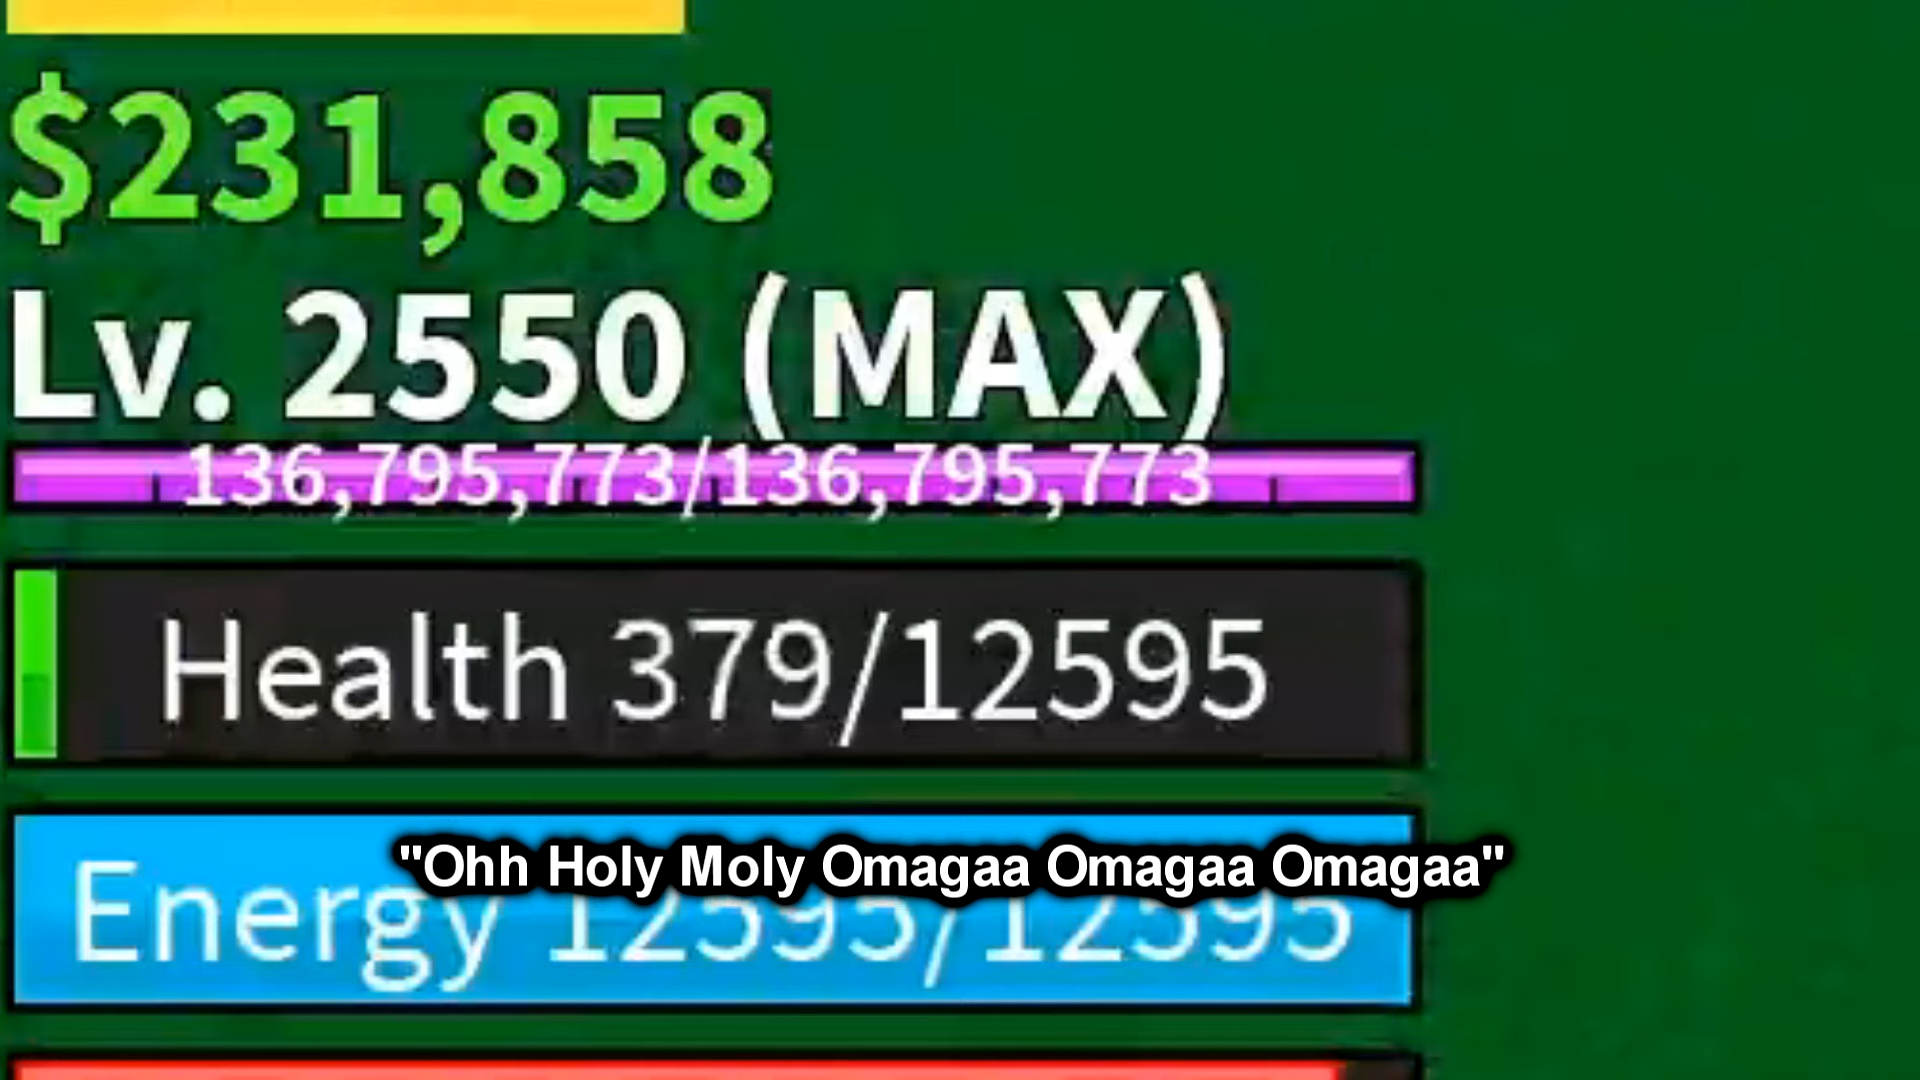 $231,858
Lv. 2550 (MAX)
136,795,773/136,795,773
Health 379/12595
"Ohh Holy Moly Omagaa Omagaa Omagaa"
Energy 12595/12595